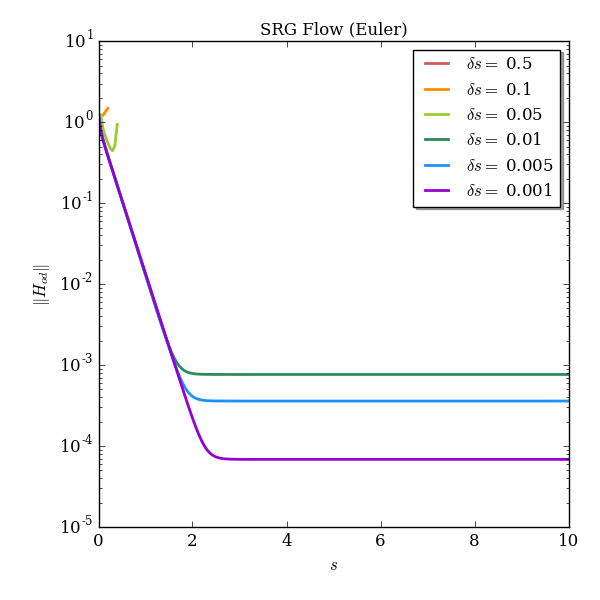 SRG Flow (Euler)
10^1
10^0
10^-1
10^-2
10^-3
10^-4
10^-5
||H_od||
δs = 0.5
δs = 0.1
δs = 0.05
δs = 0.01
δs = 0.005
δs = 0.001
0 2 4 6 8 10
s